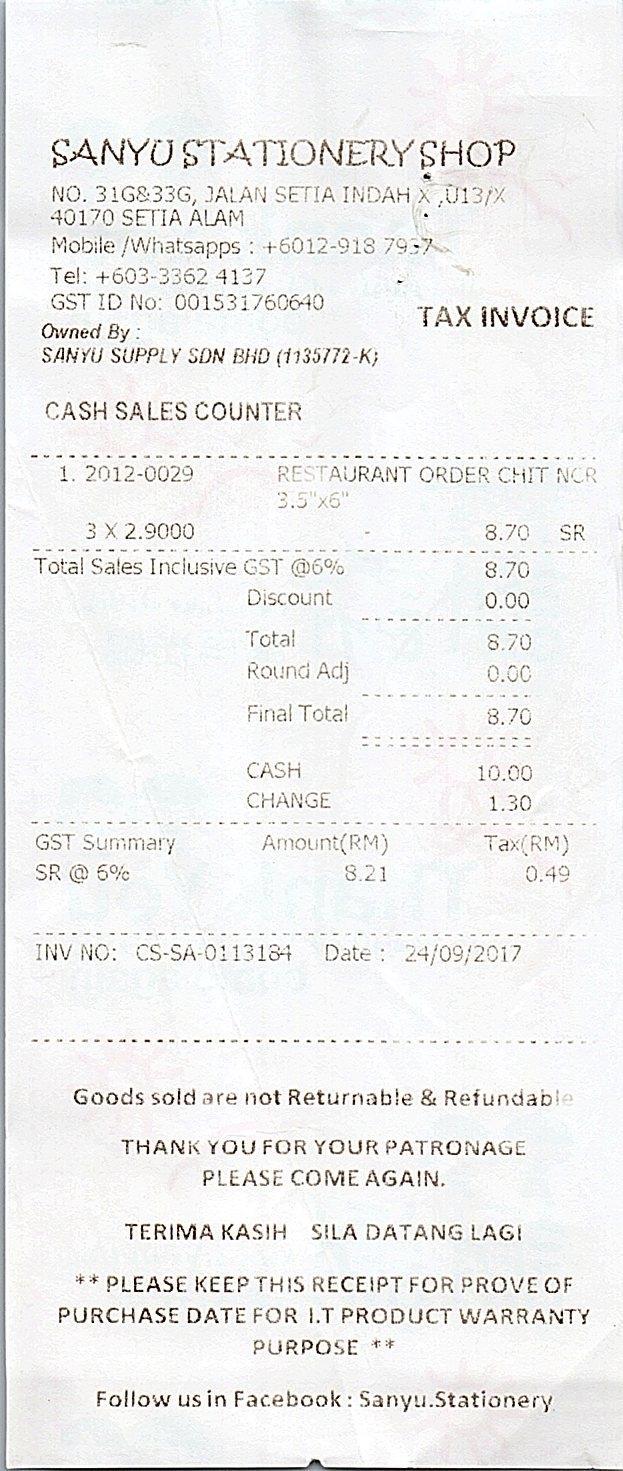 SANYU STATIONERY SHOP
NO. 31G&33G, JALAN SETIA INDAH X ,U13/X
40170 SETIA ALAM
Mobile /Whatsapps : +6012-918 7937
Tel: +603-3362 4137
GST ID No: 001531760640
TAX INVOICE
Owned By :
SANYU SUPPLY SDN BHD (1135772-K)
CASH SALES COUNTER
1. 2012-0029 RESTAURANT ORDER CHIT NCR
3.5"x6"
3 X 2.9000 - 8.70 SR
Total Sales Inclusive GST @6% 8.70
Discount 0.00
Total 8.70
Round Adj 0.00
Final Total 8.70
CASH 10.00
CHANGE 1.30
GST Summary Amount(RM) Tax(RM)
SR @ 6% 8.21 0.49
INV NO: CS-SA-0113184 Date : 24/09/2017
Goods sold are not Returnable & Refundable
THANK YOU FOR YOUR PATRONAGE
PLEASE COME AGAIN.
TERIMA KASIH SILA DATANG LAGI
** PLEASE KEEP THIS RECEIPT FOR PROVE OF
PURCHASE DATE FOR I.T PRODUCT WARRANTY
PURPOSE **
Follow us in Facebook : Sanyu.Stationery